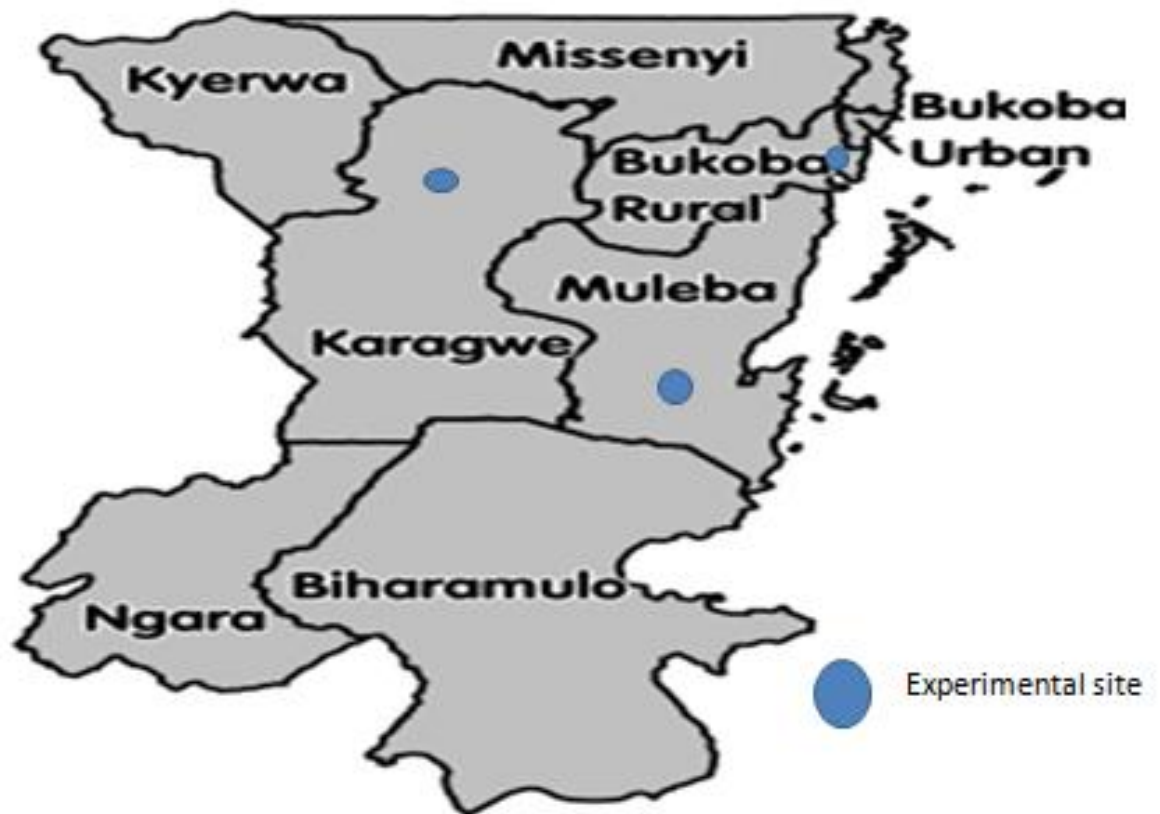 Missenyi
Kyerwa
Bukoba
Urban
Bukoba
Rural
Muleba
Karagwe
Biharamulo
Ngara
Experimental site